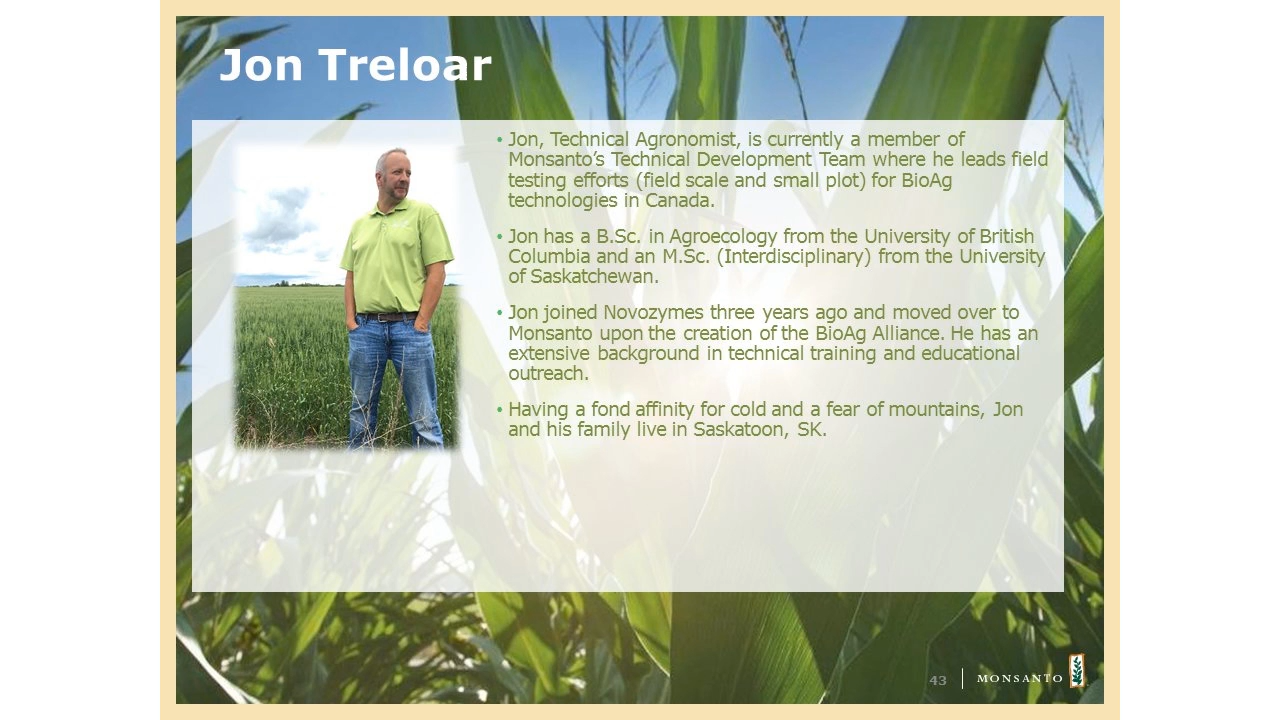 Jon Treloar
• Jon, Technical Agronomist, is currently a member of
Monsanto’s Technical Development Team where he leads field
testing efforts (field scale and small plot) for BioAg
technologies in Canada.
• Jon has a B.Sc. in Agroecology from the University of British
Columbia and an M.Sc. (Interdisciplinary) from the University
of Saskatchewan.
• Jon joined Novozymes three years ago and moved over to
Monsanto upon the creation of the BioAg Alliance. He has an
extensive background in technical training and educational
outreach.
• Having a fond affinity for cold and a fear of mountains, Jon
and his family live in Saskatoon, SK.
43
MONSANTO